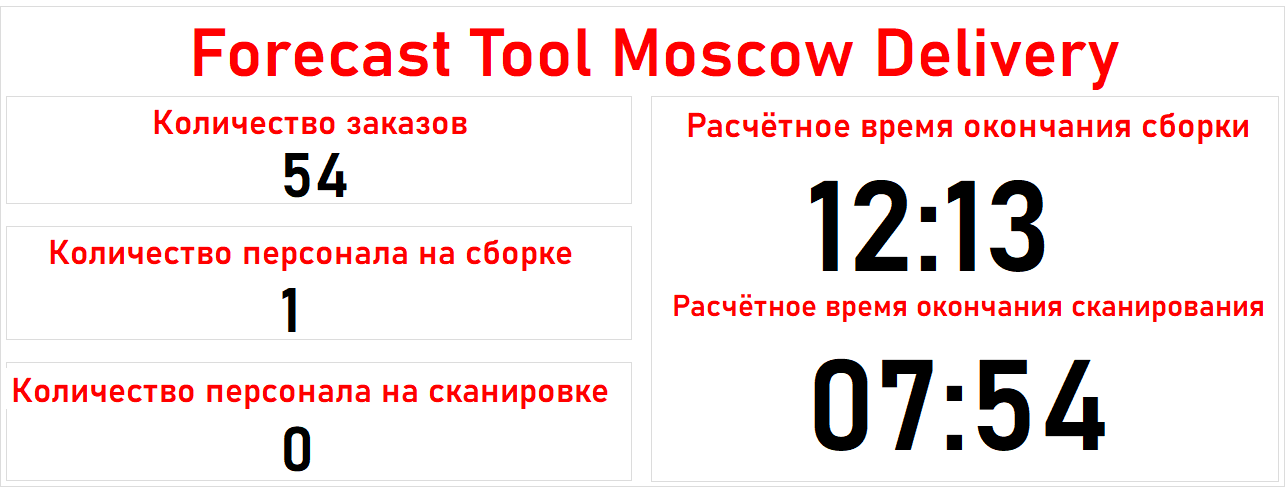 Forecast Tool Moscow Delivery
Количество заказов
54
Количество персонала на сборке
1
Количество персонала на сканировке
0
Расчётное время окончания сборки
12:13
Расчётное время окончания сканирования
07:54